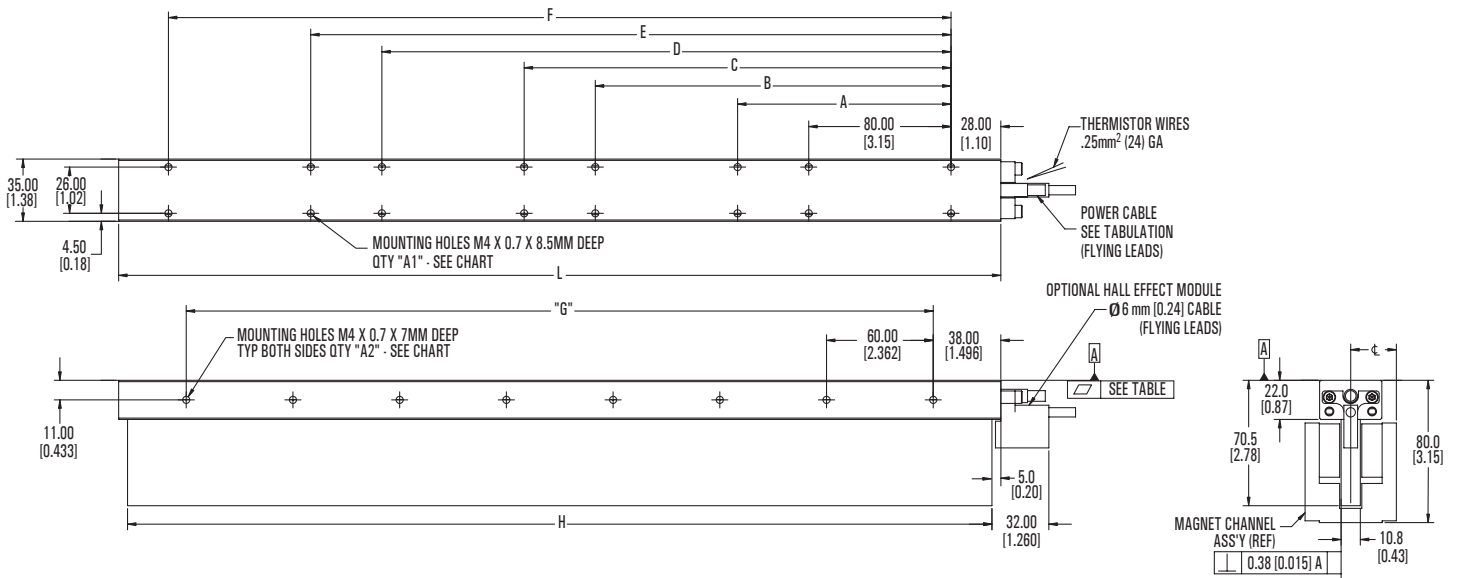 F
E
D
C
B
A
80.00
[3.15]
28.00
[1.10]
THERMISTOR WIRES
.25mm² (24) GA
35.00
[1.38]
26.00
[1.02]
4.50
[0.18]
MOUNTING HOLES M4 X 0.7 X 8.5MM DEEP
QTY "A1" - SEE CHART
POWER CABLE
SEE TABULATION
(FLYING LEADS)
L
"G"
OPTIONAL HALL EFFECT MODULE
Ø 6 mm [0.24] CABLE
(FLYING LEADS)
MOUNTING HOLES M4 X 0.7 X 7MM DEEP
TYP BOTH SIDES QTY "A2" - SEE CHART
60.00
[2.362]
38.00
[1.496]
A
SEE TABLE
11.00
[0.433]
5.0
[0.20]
H
32.00
[1.260]
A
℄
22.0
[0.87]
70.5
[2.78]
80.0
[3.15]
MAGNET CHANNEL
ASS'Y (REF)
10.8
[0.43]
⊥ 0.38 [0.015] A